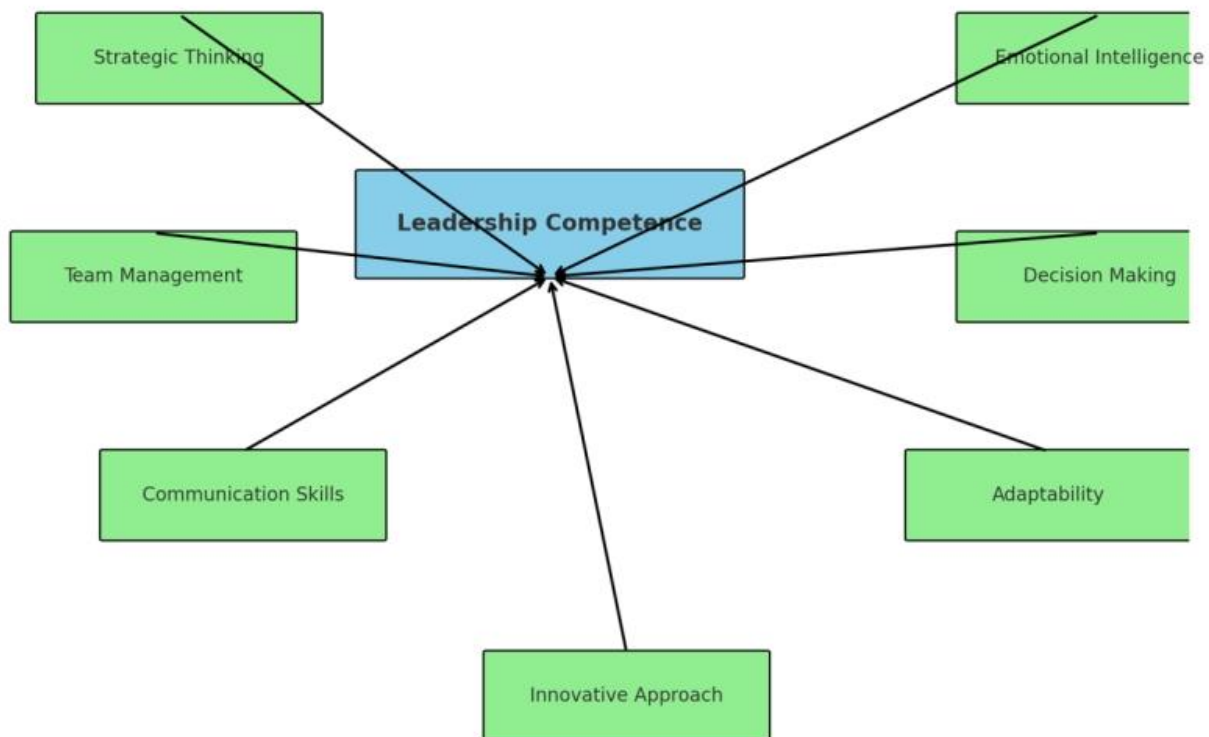 Strategic Thinking
Emotional Intelligence
Leadership Competence
Team Management
Decision Making
Communication Skills
Adaptability
Innovative Approach